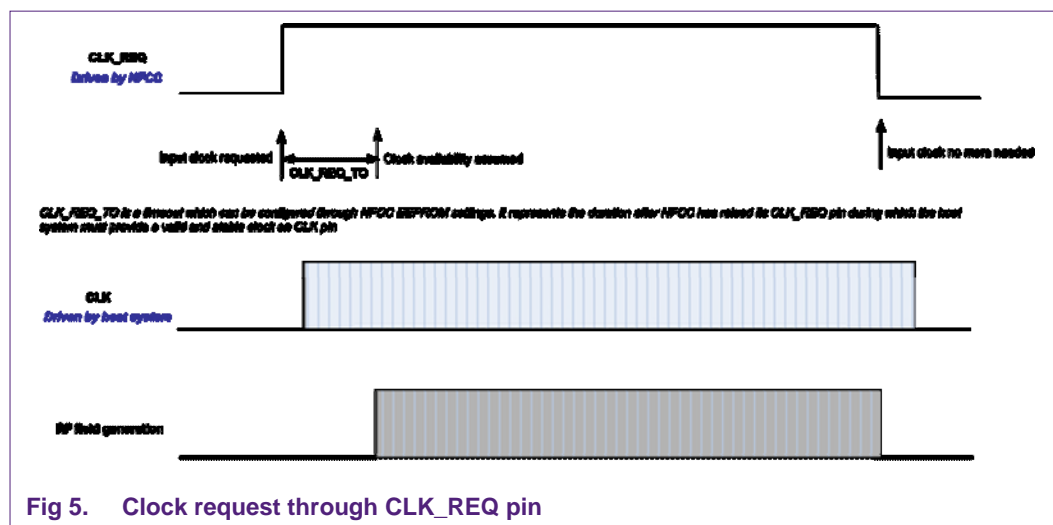 CLK_REQ
Driven by NFCC
Input clock requested
CLK_REQ_TO
Clock availability assumed
Input clock no more needed
CLK_REQ_TO is a timeout which can be configured through NFCC EEPROM settings. It represents the duration after NFCC has raised its CLK_REQ pin during which the host
system must provide a valid and stable clock on CLK pin
CLK
Driven by host system
RF field generation
Fig 5. Clock request through CLK_REQ pin